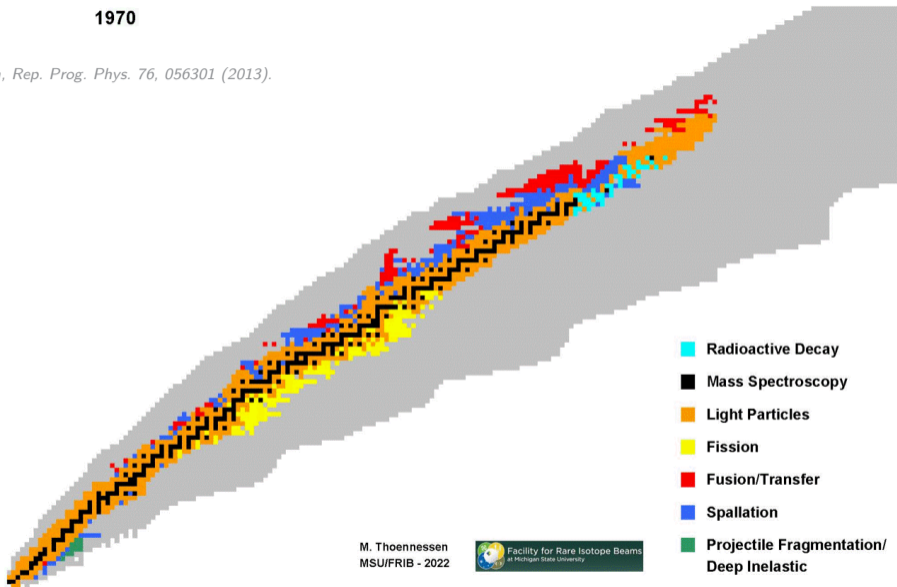 1970
, Rep. Prog. Phys. 76, 056301 (2013).
Radioactive Decay
Mass Spectroscopy
Light Particles
Fission
Fusion/Transfer
Spallation
Projectile Fragmentation/
Deep Inelastic
M. Thoennessen
MSU/FRIB - 2022
Facility for Rare Isotope Beams
at Michigan State University